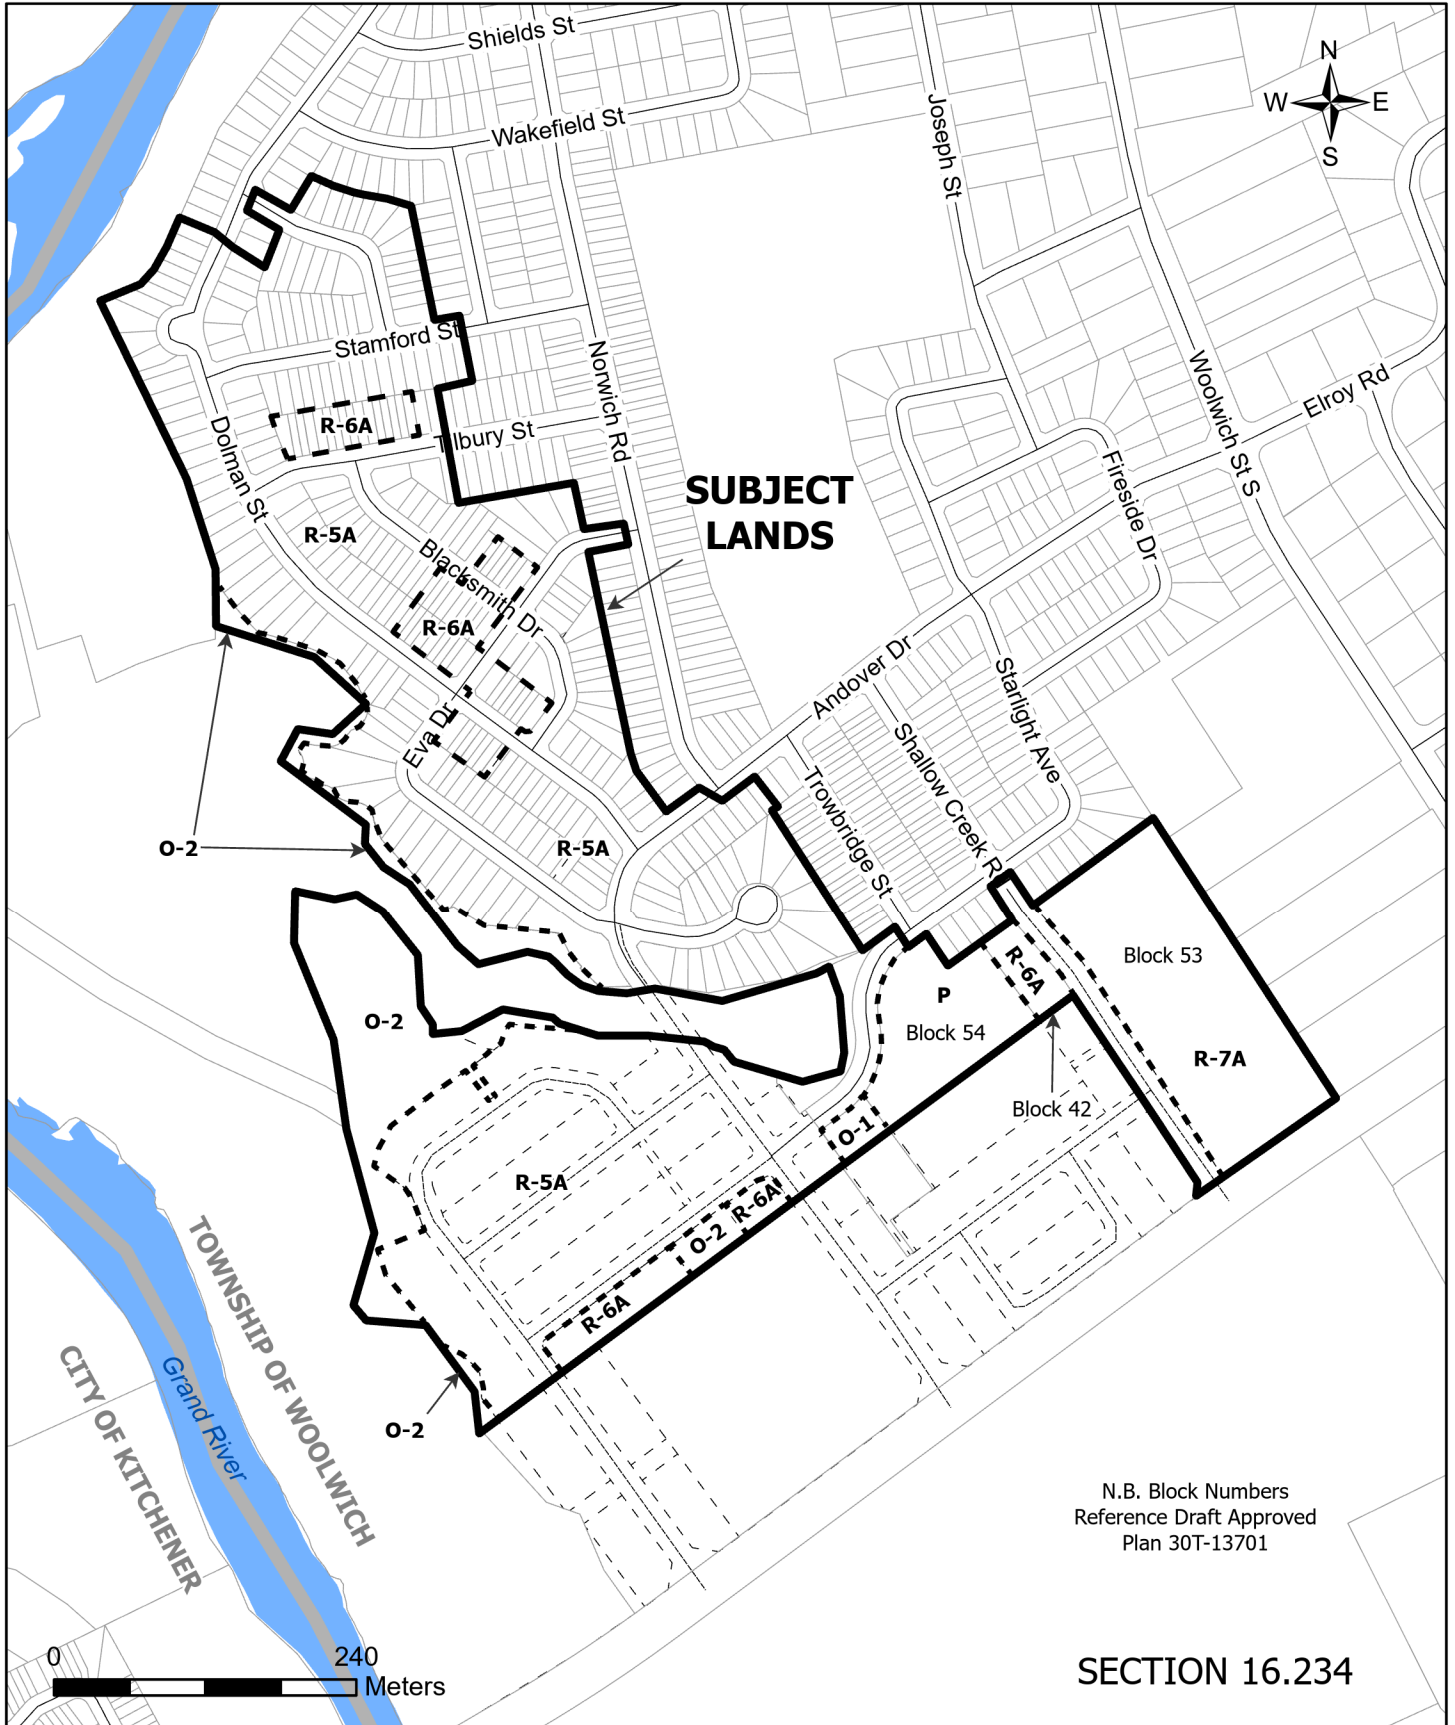 Shields St
Wakefield St
Joseph St
N
W
E
S
Stamford St
Norwich Rd
Woolwich St S
Elroy Rd
R-6A
Tilbury St
Dolman St
Fireside Dr
SUBJECT
LANDS
R-5A
Blacksmith Dr
R-6A
Andover Dr
Starlight Ave
Eva Dr
Shallow Creek R
Trowbridge St
O-2
R-5A
Block 53
R-6A
P
Block 54
O-2
R-7A
Block 42
O-1
R-5A
R-6A
O-2
R-6A
O-2
TOWNSHIP OF WOOLWICH
CITY OF KITCHENER
Grand River
N.B. Block Numbers
Reference Draft Approved
Plan 30T-13701
0 240
Meters
SECTION 16.234